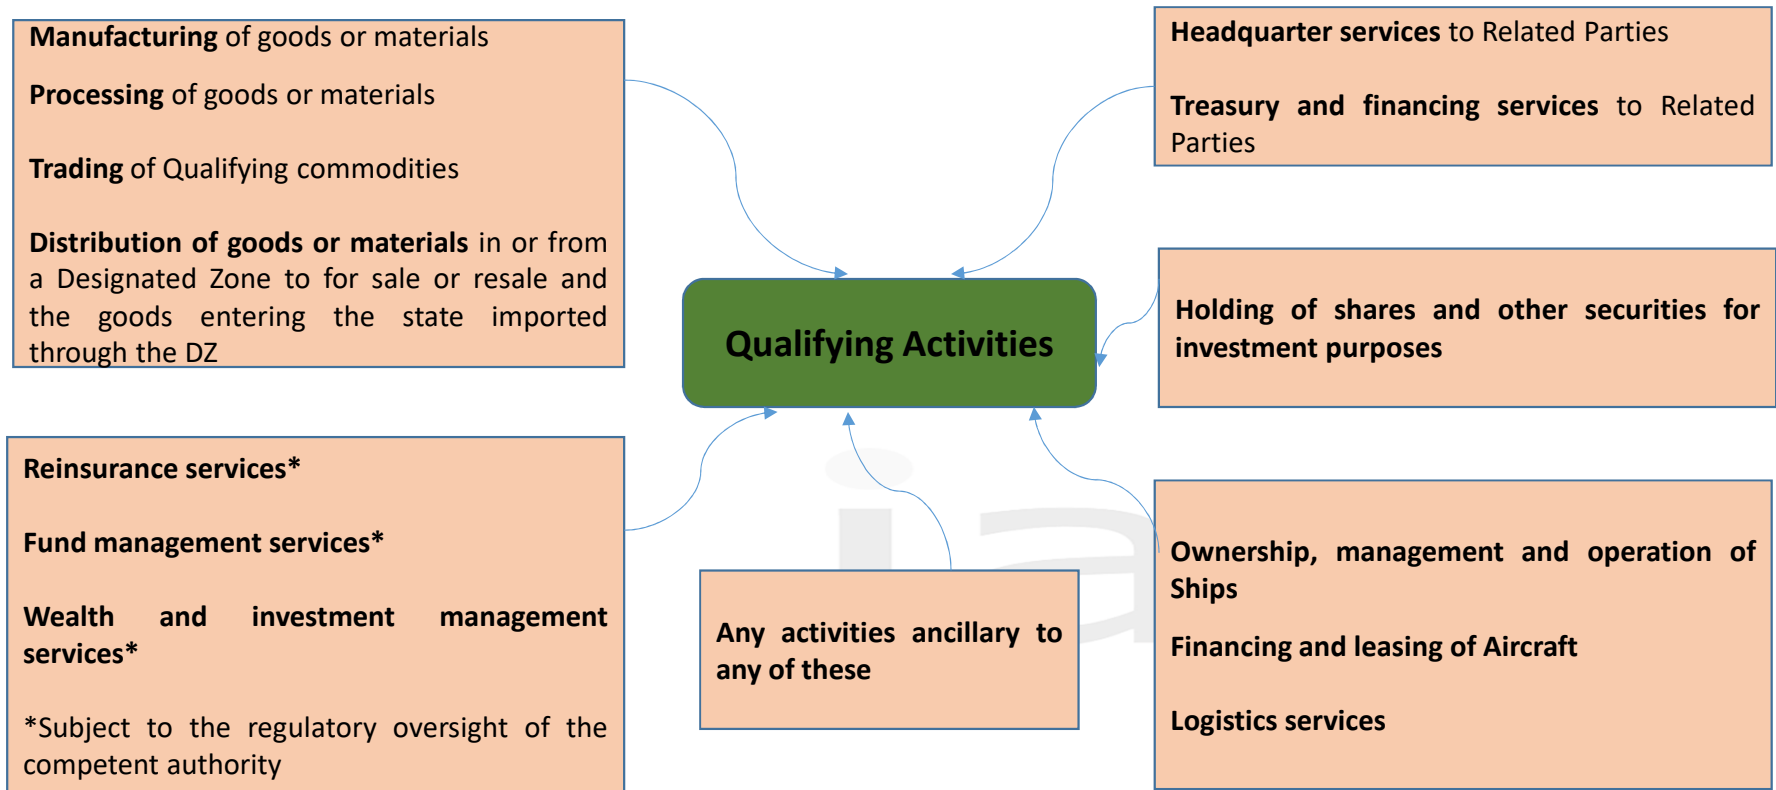 Manufacturing of goods or materials
Processing of goods or materials
Trading of Qualifying commodities
Distribution of goods or materials in or from
a Designated Zone to for sale or resale and
the goods entering the state imported
through the DZ
Headquarter services to Related Parties
Treasury and financing services to Related
Parties
Qualifying Activities
Holding of shares and other securities for
investment purposes
Reinsurance services*
Fund management services*
Wealth and investment management
services*
*Subject to the regulatory oversight of the
competent authority
Any activities ancillary to
any of these
Ownership, management and operation of
Ships
Financing and leasing of Aircraft
Logistics services